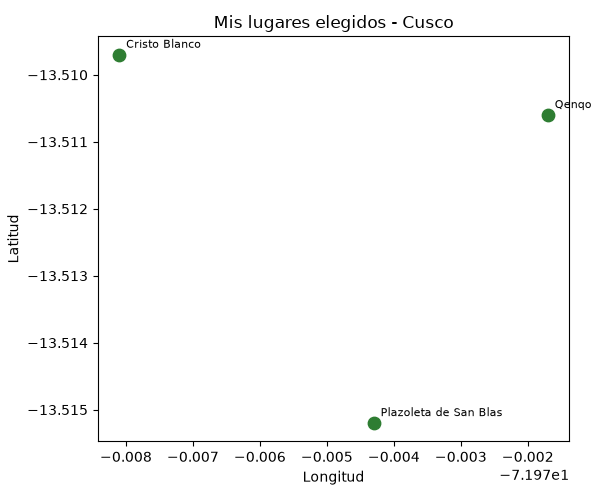 Mis lugares elegidos - Cusco
Cristo Blanco
−13.510
Qenqo
−13.511
−13.512
Latitud
−13.513
−13.514
−13.515
Plazoleta de San Blas
−0.008 −0.007 −0.006 −0.005 −0.004 −0.003 −0.002
Longitud
−7.197e1